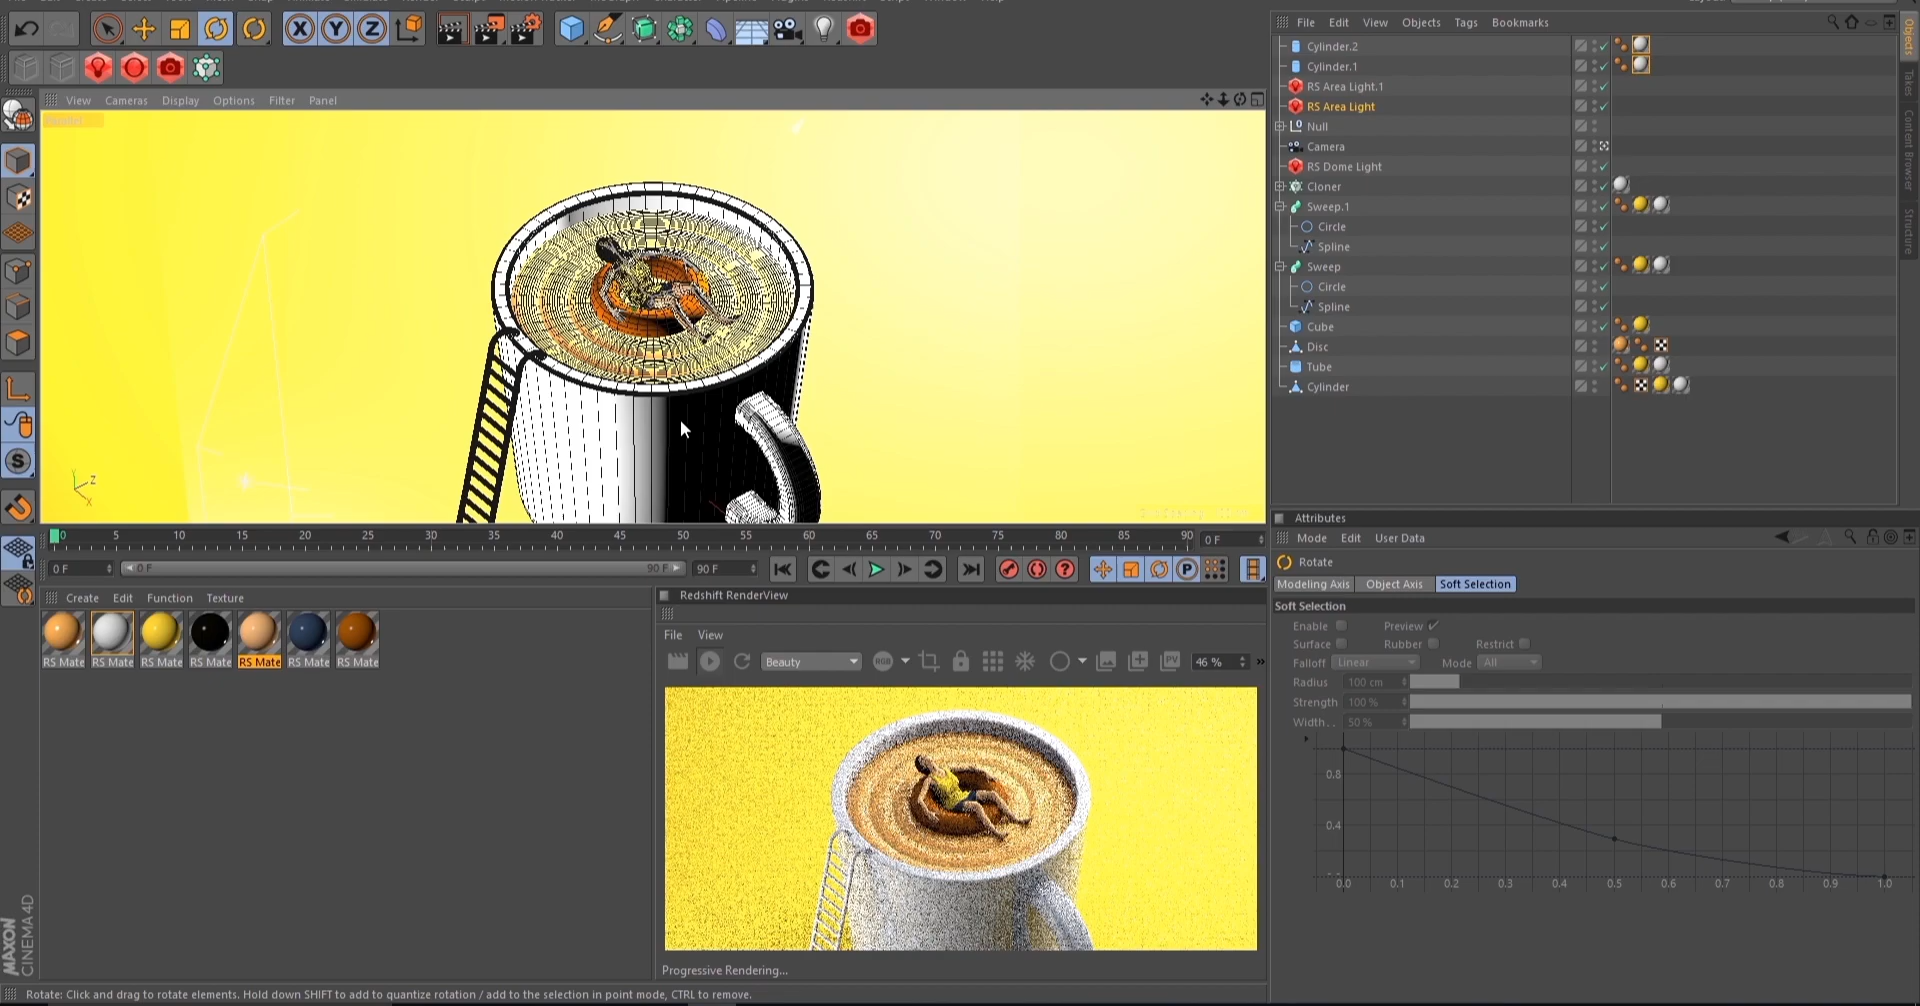 File Edit View Objects Tags Bookmarks
Objects
Takes
Content Browser
Structure
X Y Z
View Cameras Display Options Filter Panel
Cylinder.2
Cylinder.1
RS Area Light.1
RS Area Light
Null
Camera
RS Dome Light
Cloner
Sweep.1
Circle
Spline
Sweep
Circle
Spline
Cube
Disc
Tube
Cylinder
Y Z X
S
0 5 10 15 20 25 30 35 40 45 50 55 60 65 70 75 80 85 90 0 F
0 F 0 F 90 F 90 F
P
Create Edit Function Texture
RS Mate RS Mate RS Mate RS Mate RS Mate RS Mate RS Mate
Redshift RenderView
File View
Beauty RGB PV 46 %
Progressive Rendering...
Attributes
Mode Edit User Data
Rotate
Modeling Axis Object Axis Soft Selection
Soft Selection
Enable Preview
Surface Rubber Restrict
Falloff Linear Mode All
Radius 100 cm
Strength 100 %
Width.. 50 %
0.8
0.4
0.0 0.1 0.2 0.3 0.4 0.5 0.6 0.7 0.8 0.9 1.0
MAXON
CINEMA 4D
Rotate: Click and drag to rotate elements. Hold down SHIFT to add to quantize rotation / add to the selection in point mode, CTRL to remove.